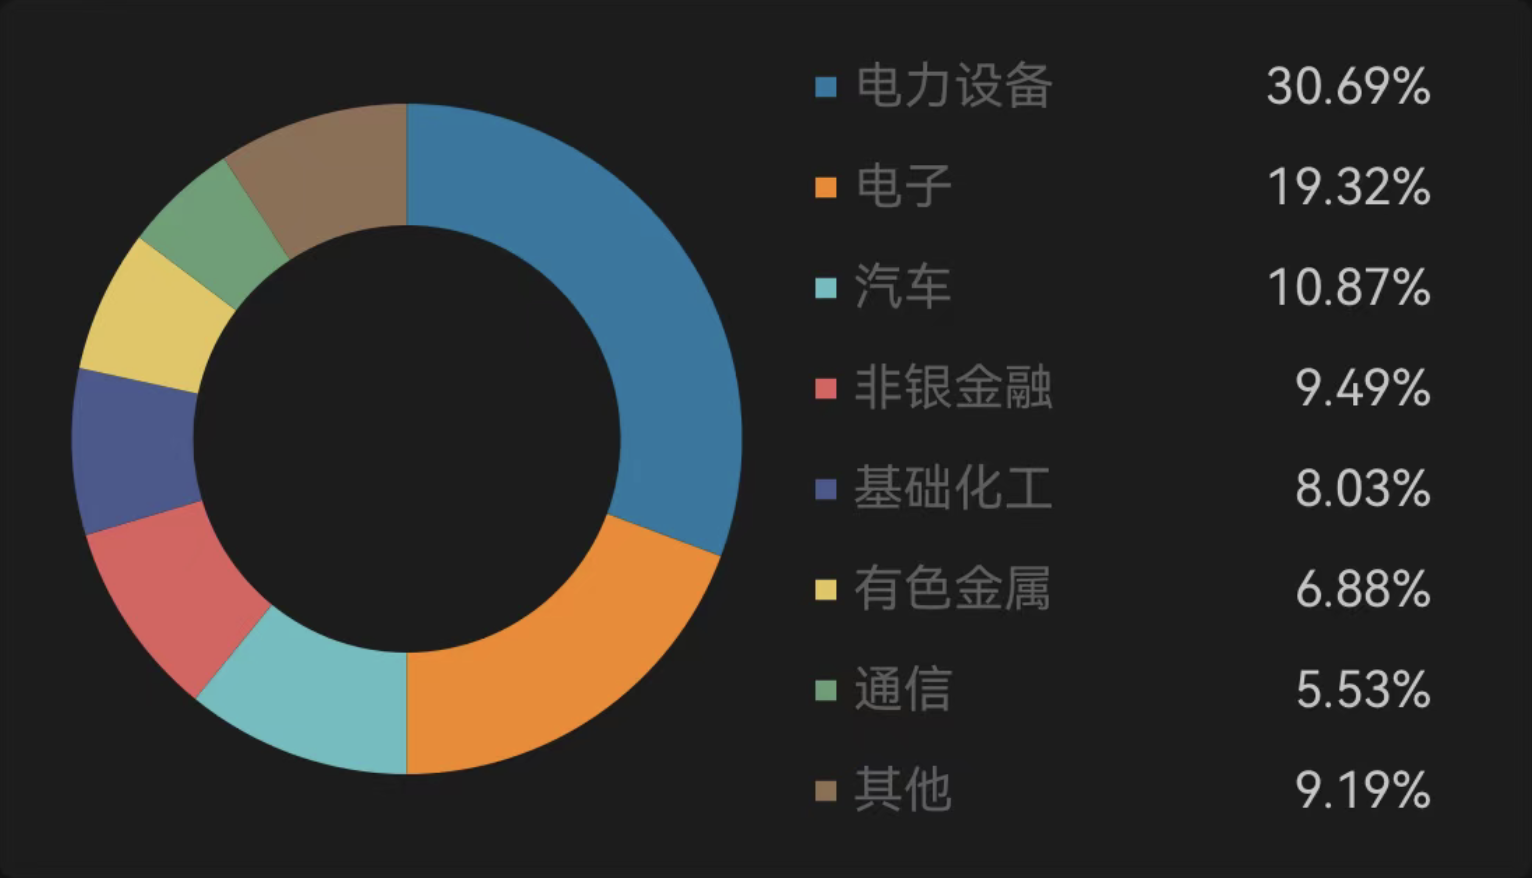 电力设备 30.69%
电子 19.32%
汽车 10.87%
非银金融 9.49%
基础化工 8.03%
有色金属 6.88%
通信 5.53%
其他 9.19%